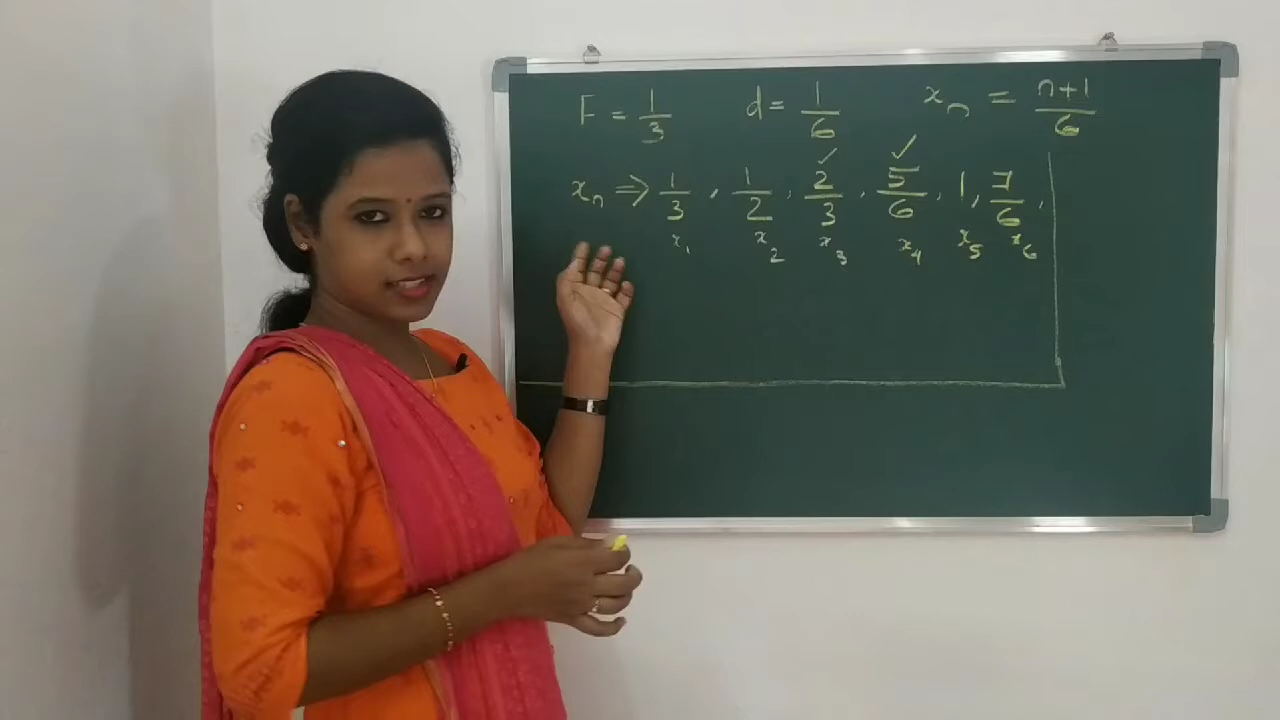 F = 1/3 d = 1/6 xₙ = n+1/6
xₙ ⇒ 1/3, 1/2, 2/3, 5/6, 1, 7/6,
x₁ x₂ x₃ x₄ x₅ x₆